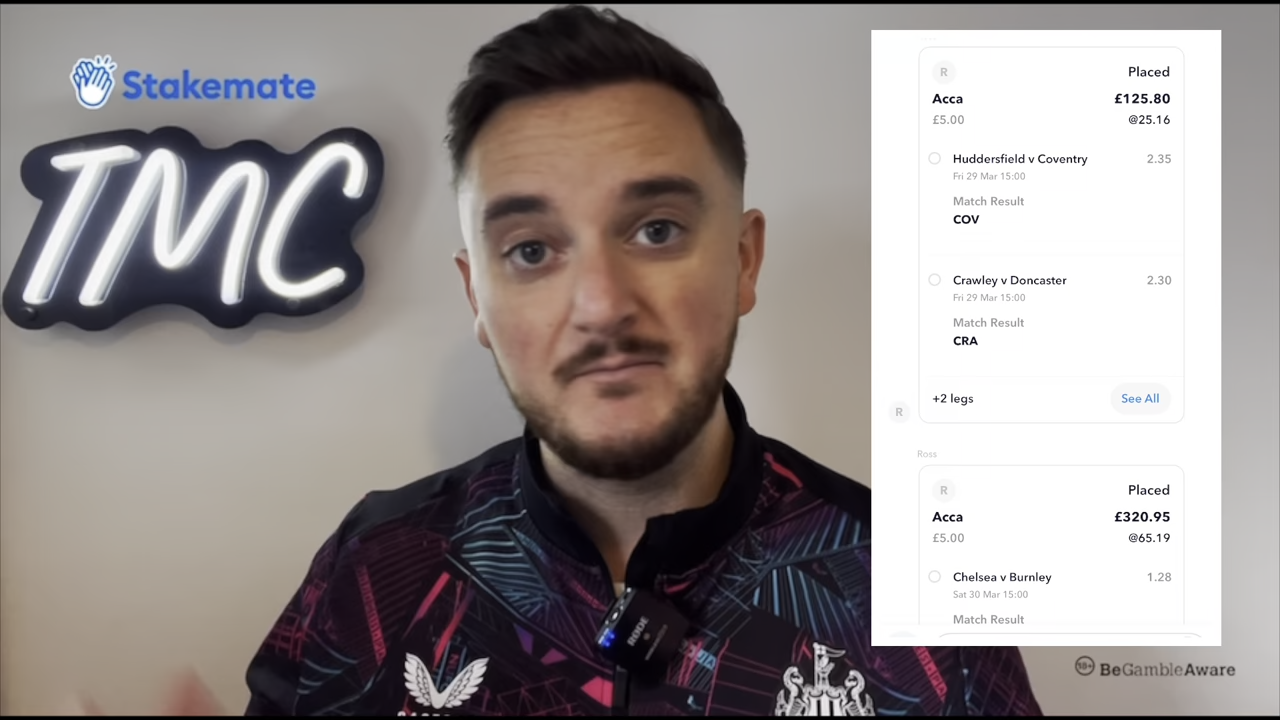 Stakemate
TMC
R
Placed
Acca
£125.80
£5.00
@25.16
Huddersfield v Coventry
2.35
Fri 29 Mar 15:00
Match Result
COV
Crawley v Doncaster
2.30
Fri 29 Mar 15:00
Match Result
CRA
+2 legs
See All
R
Ross
R
Placed
Acca
£320.95
£5.00
@65.19
Chelsea v Burnley
1.28
Sat 30 Mar 15:00
Match Result
RØDE
18+ BeGambleAware